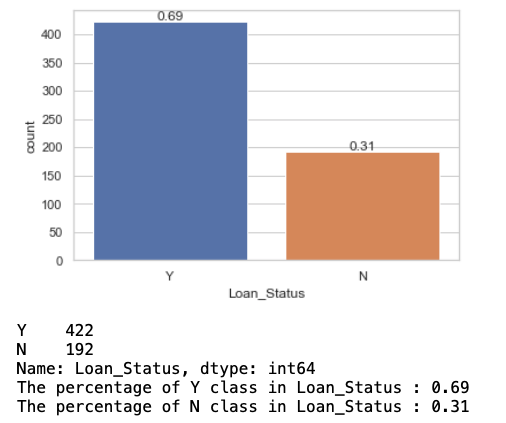 0.69
400
350
300
250
200
150
100
50
0
count
0.31
Y N
Loan_Status
Y 422
N 192
Name: Loan_Status, dtype: int64
The percentage of Y class in Loan_Status : 0.69
The percentage of N class in Loan_Status : 0.31